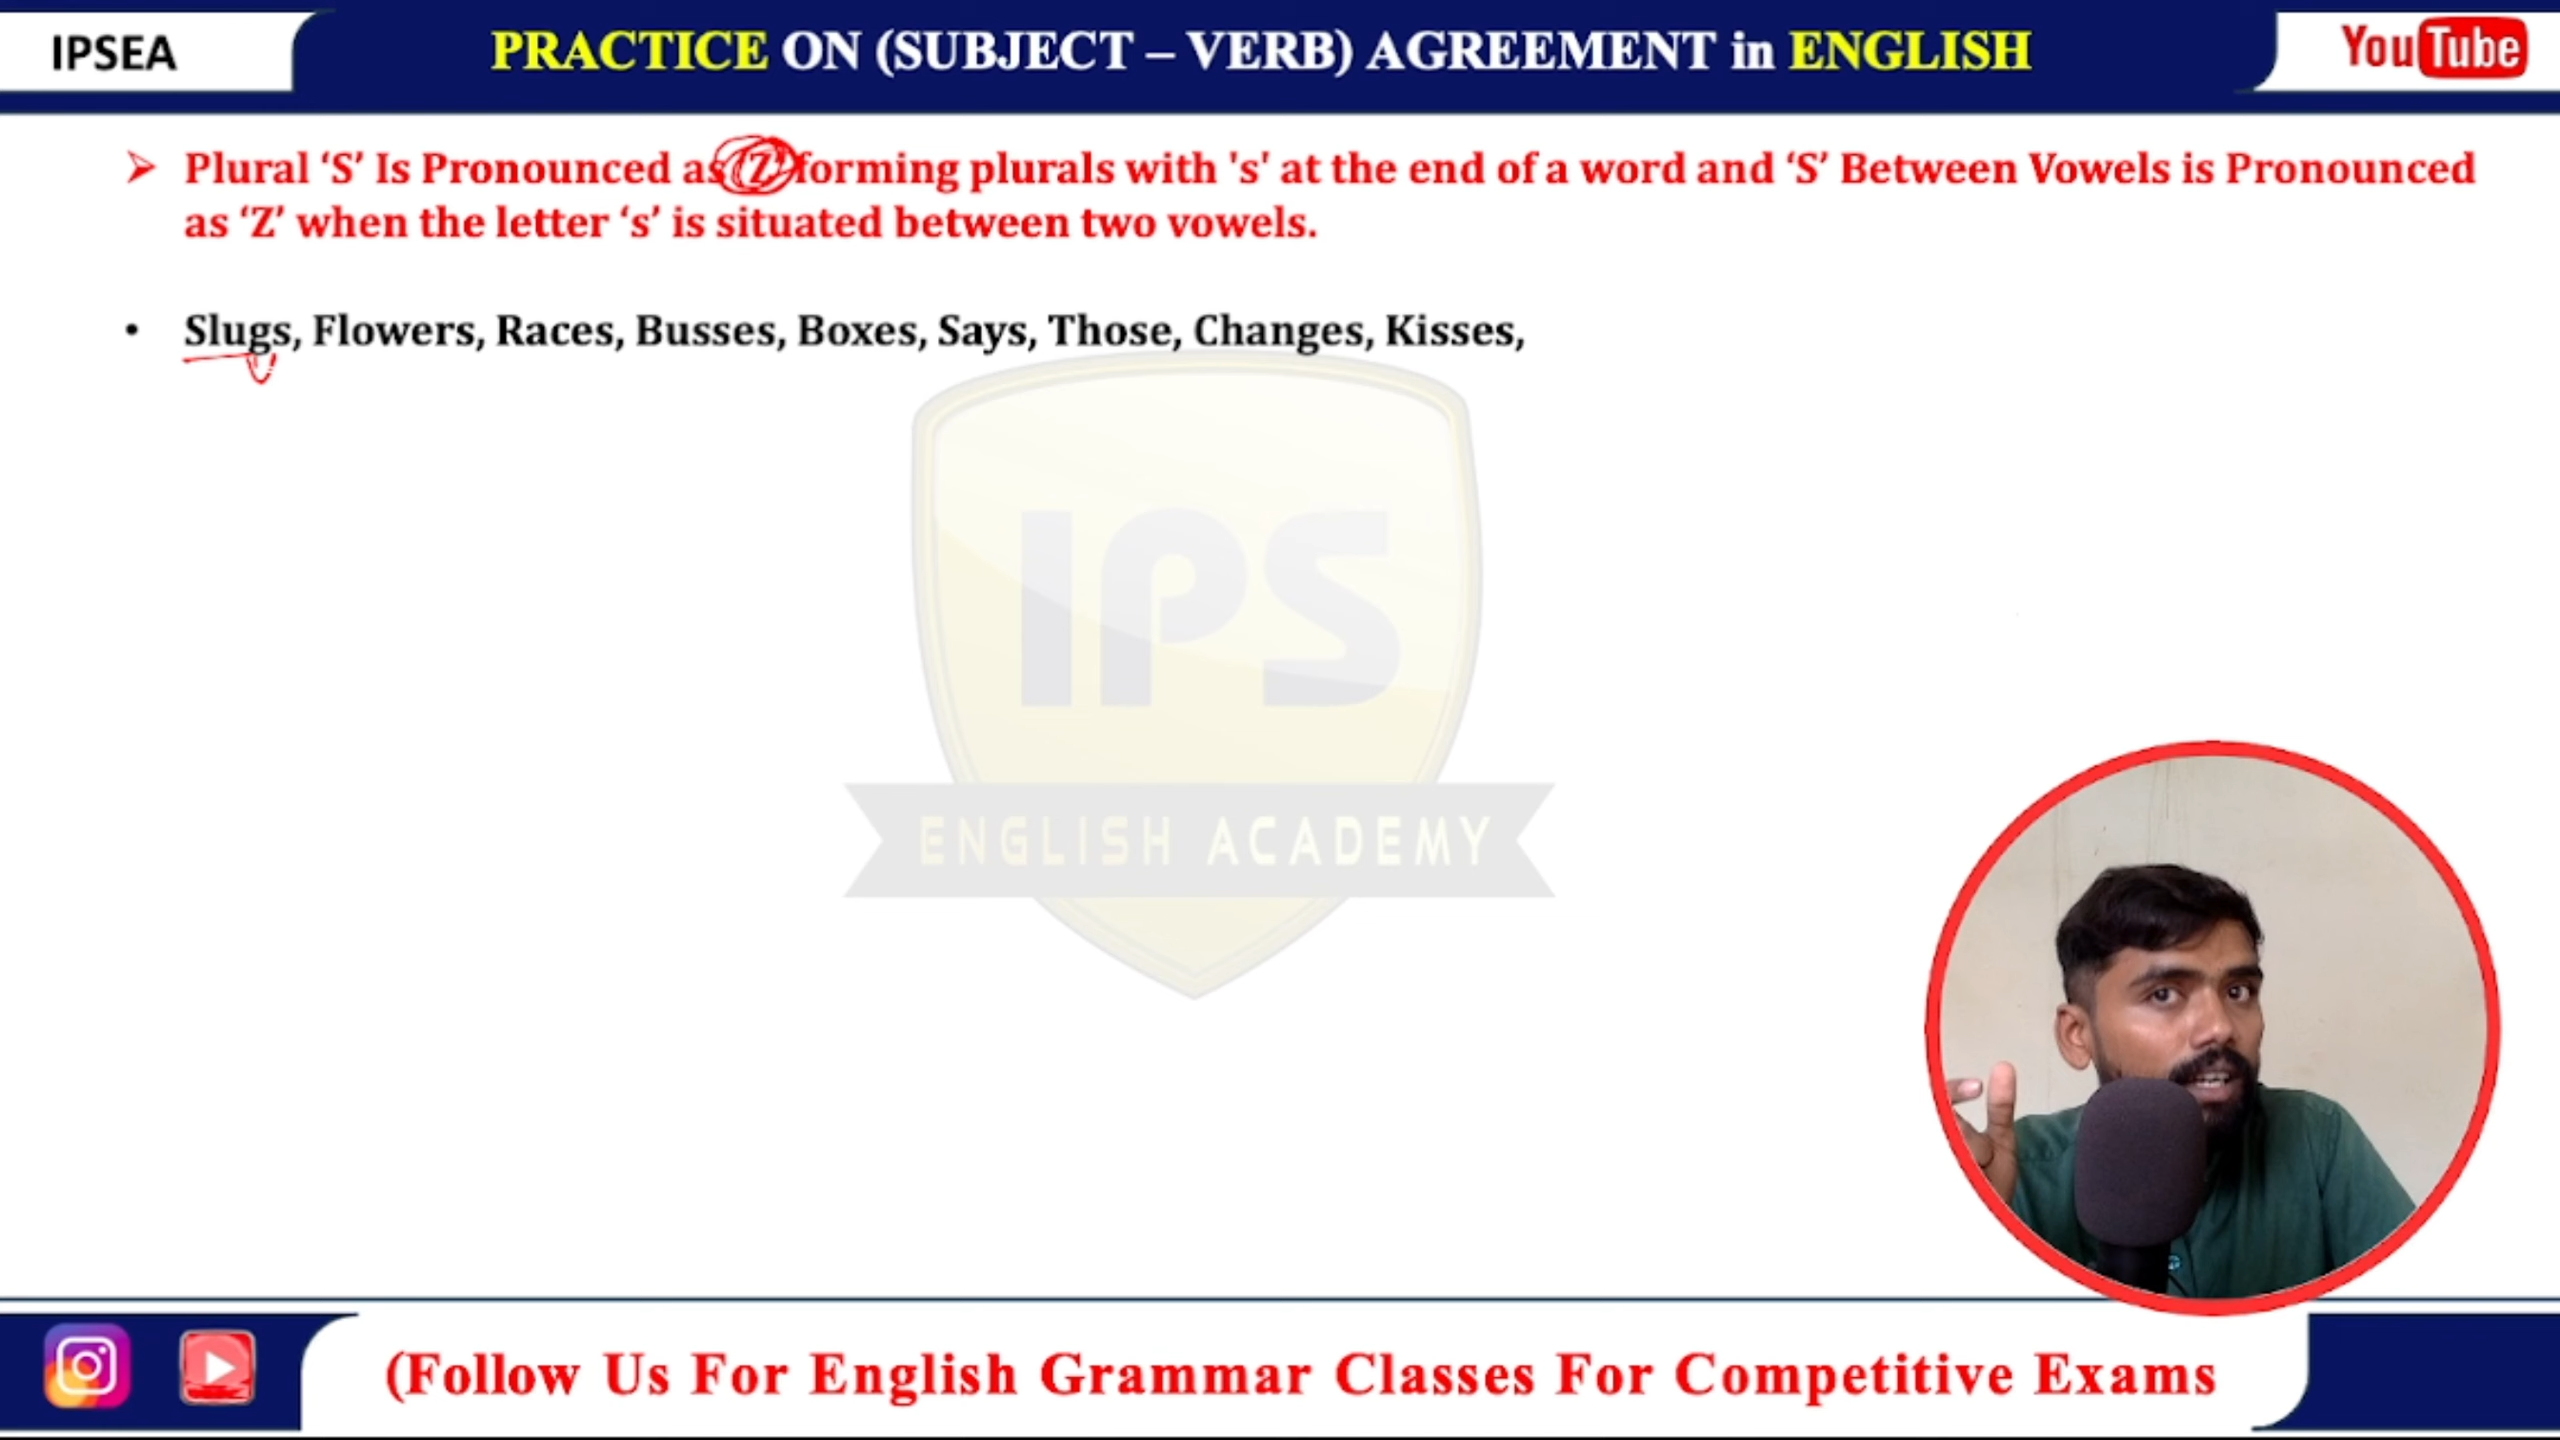 IPSEA
PRACTICE ON (SUBJECT – VERB) AGREEMENT in ENGLISH
YouTube
➢ Plural ‘S’ Is Pronounced as ‘Z’ forming plurals with 's' at the end of a word and ‘S’ Between Vowels is Pronounced
as ‘Z’ when the letter ‘s’ is situated between two vowels.
• Slugs, Flowers, Races, Busses, Boxes, Says, Those, Changes, Kisses,
IPS
ENGLISH ACADEMY
(Follow Us For English Grammar Classes For Competitive Exams